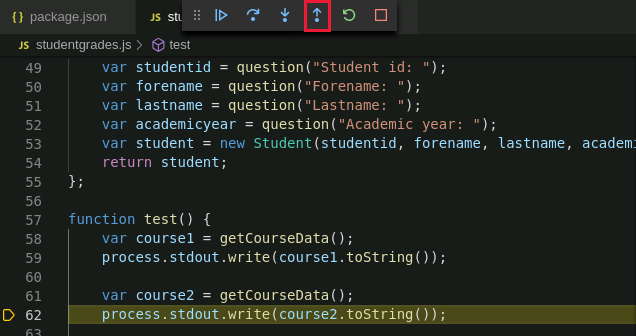 {} package.json JS stu
JS studentgrades.js > test
49 var studentid = question("Student id: ");
50 var forename = question("Forename: ");
51 var lastname = question("Lastname: ");
52 var academicyear = question("Academic year: ");
53 var student = new Student(studentid, forename, lastname, academi
54 return student;
55 };
56
57 function test() {
58 var course1 = getCourseData();
59 process.stdout.write(course1.toString());
60
61 var course2 = getCourseData();
62 process.stdout.write(course2.toString());
63